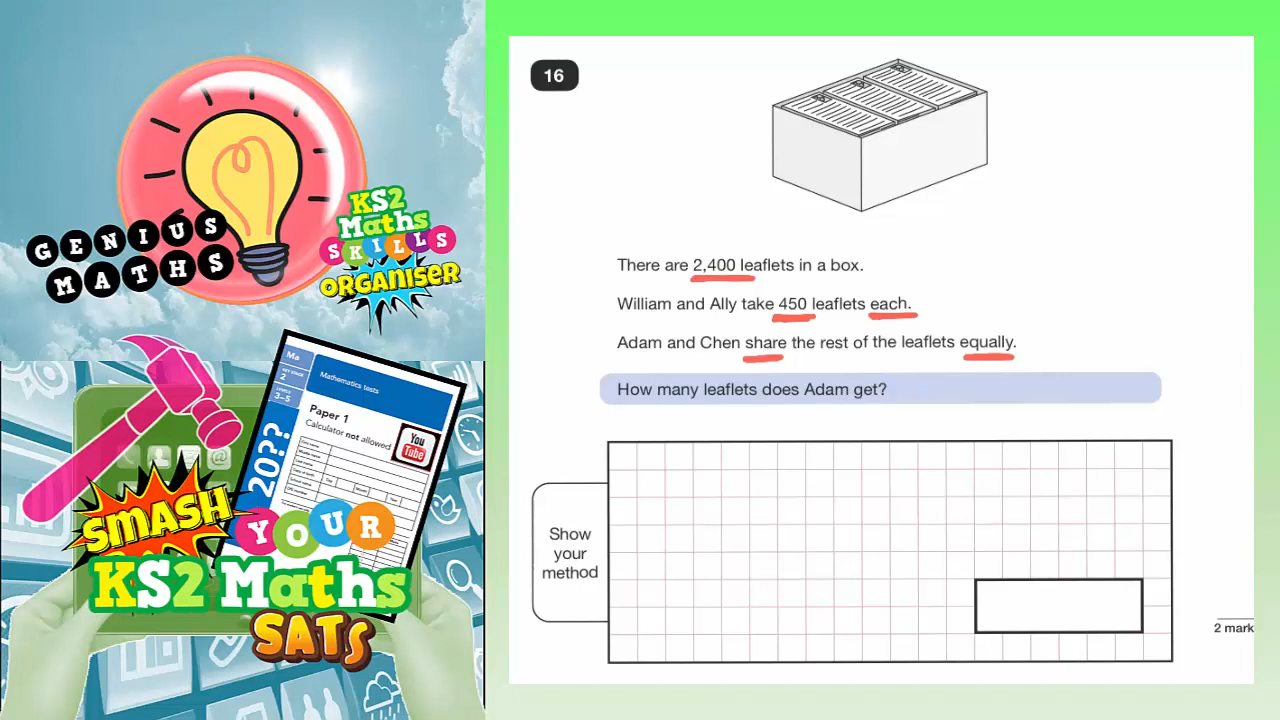 GENIUS
MATHS
KS2
Maths
SKILLS
ORGANISER
Ma
KEY STAGE
2
LEVELS
3–5
Mathematics tests
Paper 1
Calculator not allowed
You
Tube
20??
SMASH
YOUR
KS2 Maths
SATs
16
There are 2,400 leaflets in a box.
William and Ally take 450 leaflets each.
Adam and Chen share the rest of the leaflets equally.
How many leaflets does Adam get?
Show
your
method
2 mark